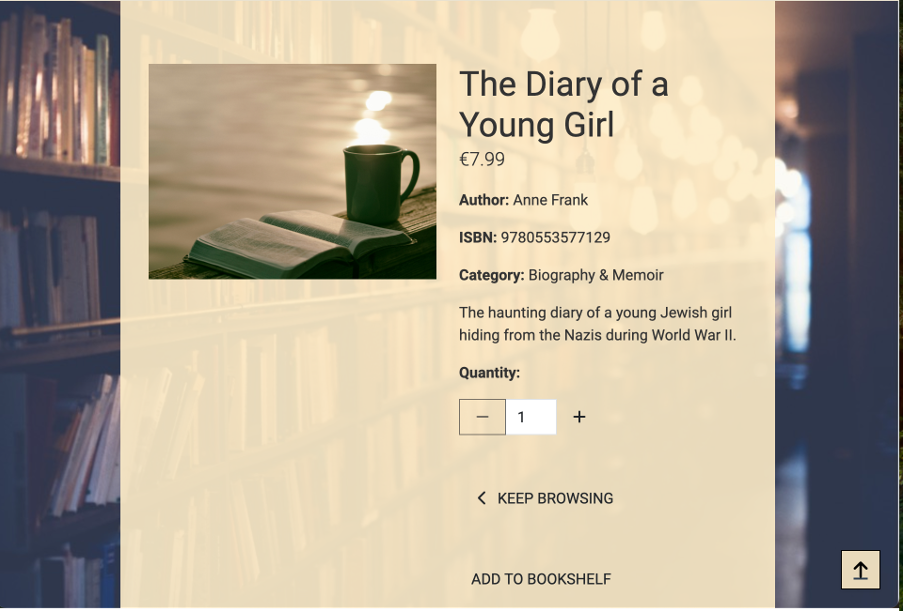 The Diary of a
Young Girl
€7.99
Author: Anne Frank
ISBN: 9780553577129
Category: Biography & Memoir
The haunting diary of a young Jewish girl
hiding from the Nazis during World War II.
Quantity:
− 1 +
KEEP BROWSING
ADD TO BOOKSHELF